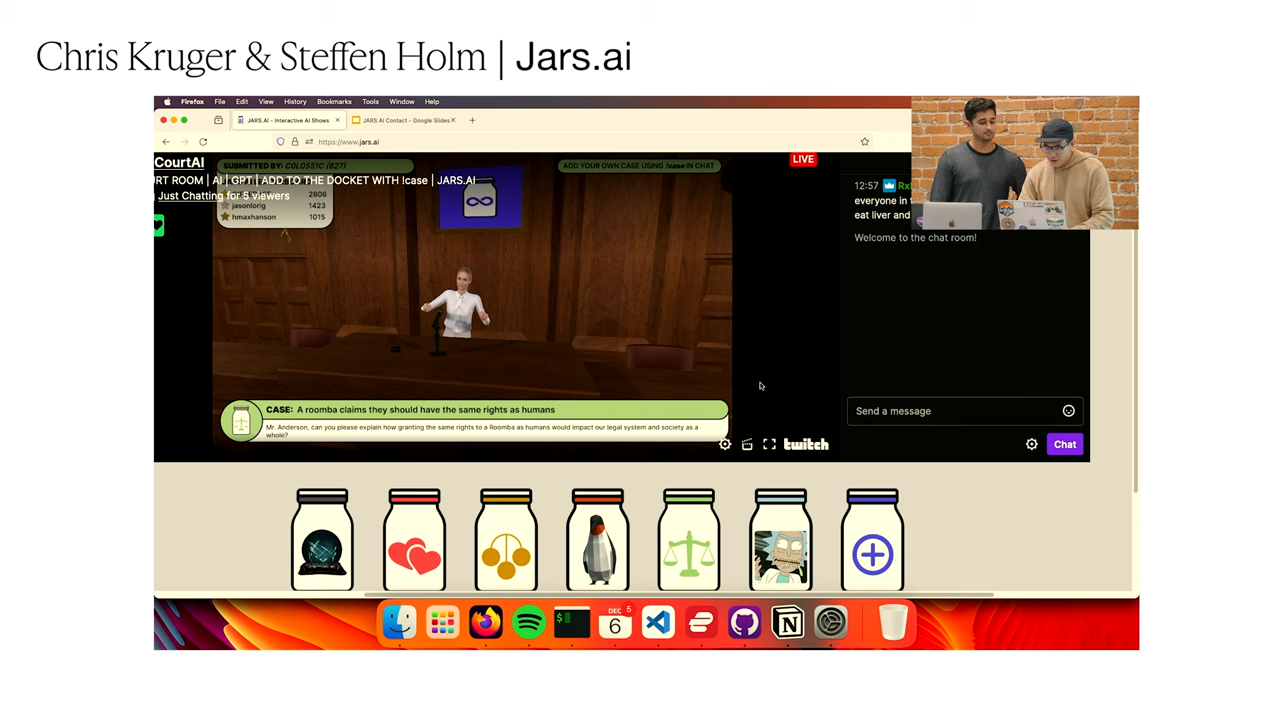 Chris Kruger & Steffen Holm | Jars.ai
Firefox File Edit View History Bookmarks Tools Window Help
JARS.AI - Interactive AI Shows
JARS AI Contact - Google Slides
https://www.jars.ai
CourtAI
SUBMITTED BY: COL0551C (627)
ADD YOUR OWN CASE USING !case IN CHAT
LIVE
RT ROOM | AI | GPT | ADD TO THE DOCKET WITH !case | JARS.AI
Just Chatting for 5 viewers
2806
jasonlorig 1423
hmaxhanson 1015
12:57
everyone in
eat liver and
Welcome to the chat room!
CASE: A roomba claims they should have the same rights as humans
Mr. Anderson, can you please explain how granting the same rights to a Roomba as humans would impact our legal system and society as a
whole?
twitch
Send a message
Chat
DEC
5
6